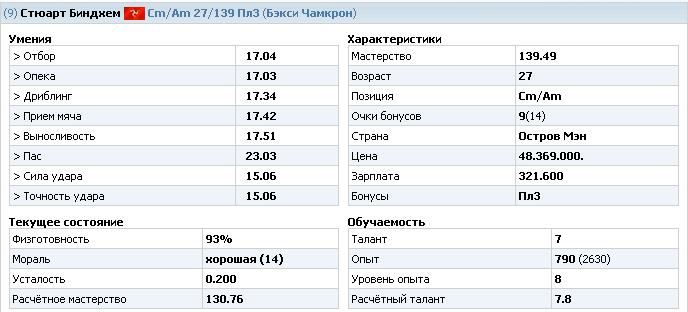 (9) Стюарт Бинджем Cm/Am 27/139 Пл3 (Бэкси Чамкрон)
Умения
> Отбор 17.04
> Опека 17.03
> Дриблинг 17.34
> Прием мяча 17.42
> Выносливость 17.51
> Пас 23.03
> Сила удара 15.06
> Точность удара 15.06
Характеристики
Мастерство 139.49
Возраст 27
Позиция Cm/Am
Очки бонусов 9(14)
Страна Остров Мэн
Цена 48.369.000.
Зарплата 321.600
Бонусы Пл3
Текущее состояние
Физготовность 93%
Мораль хорошая (14)
Усталость 0.200
Расчётное мастерство 130.76
Обучаемость
Талант 7
Опыт 790 (2630)
Уровень опыта 8
Расчётный талант 7.8